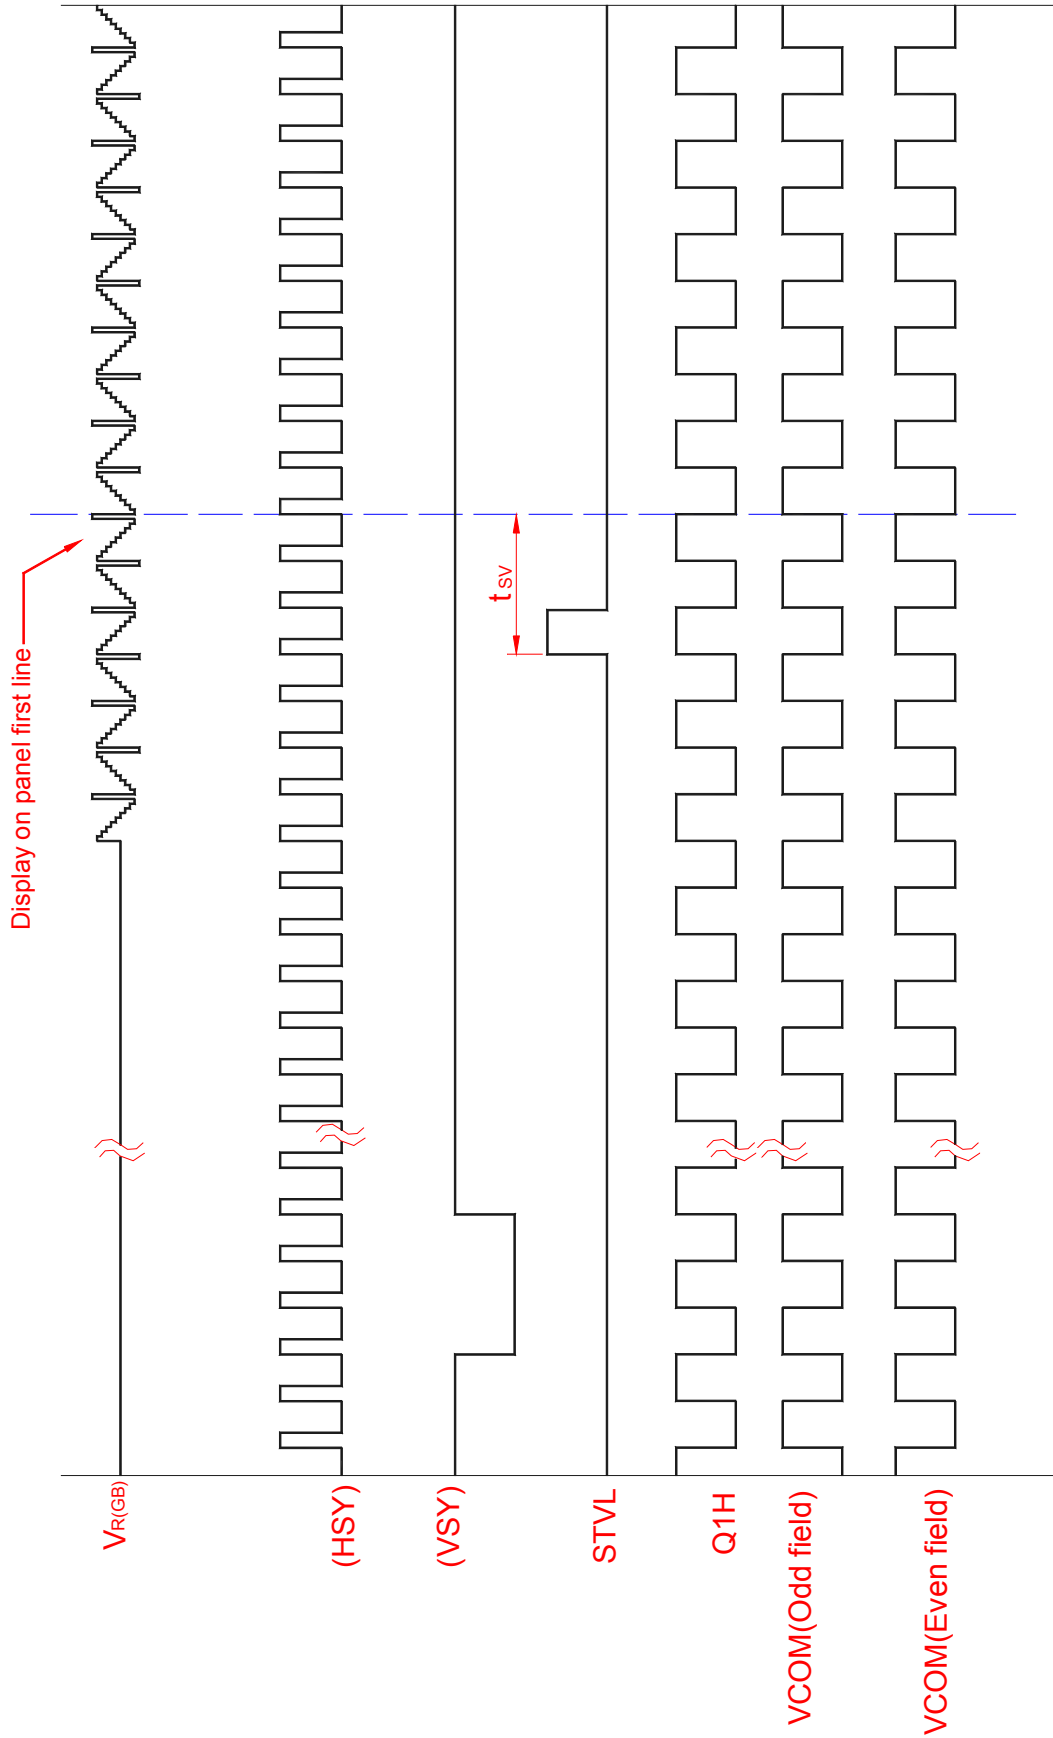 Display on panel first line
VR(GB)
(HSY)
(VSY)
tsv
STVL
Q1H
VCOM(Odd field)
VCOM(Even field)